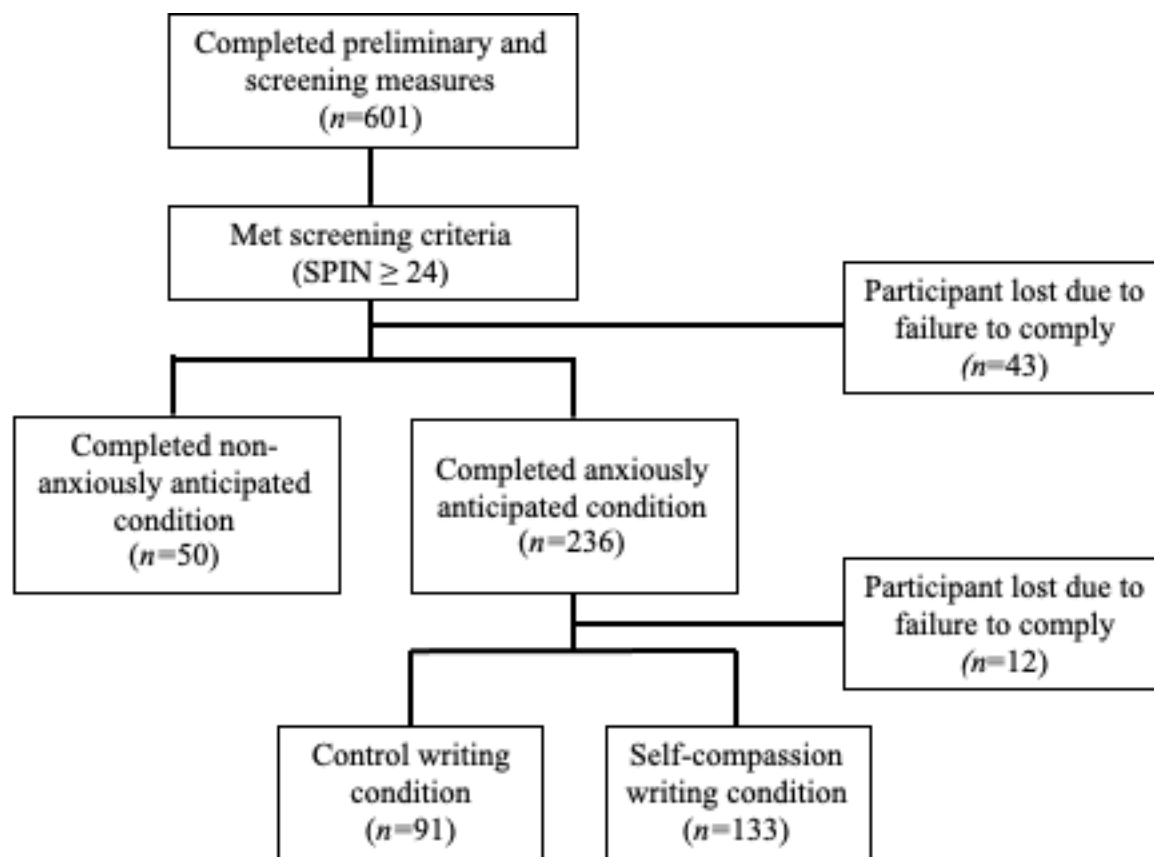 Completed preliminary and
screening measures
(n=601)
Met screening criteria
(SPIN ≥ 24)
Participant lost due to
failure to comply
(n=43)
Completed non-
anxiously anticipated
condition
(n=50)
Completed anxiously
anticipated condition
(n=236)
Participant lost due to
failure to comply
(n=12)
Control writing
condition
(n=91)
Self-compassion
writing condition
(n=133)